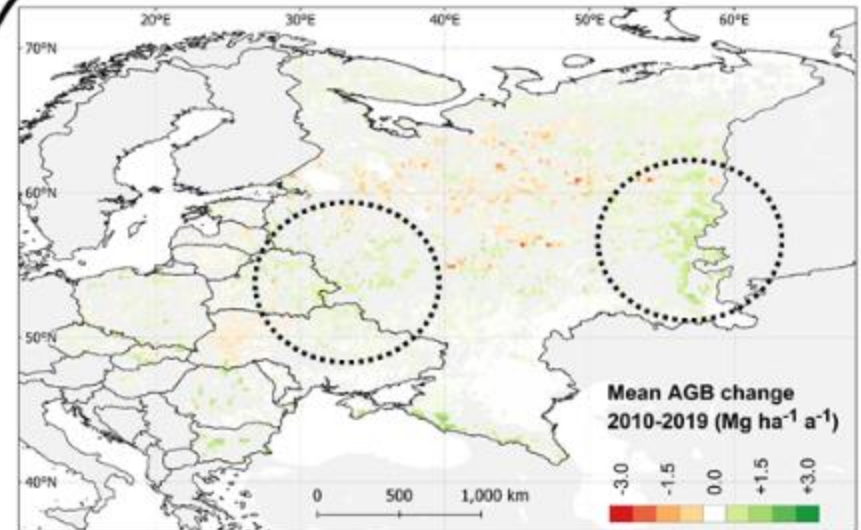 20°E 30°E 40°E 50°E 60°E
70°N
60°N
50°N
40°N
Mean AGB change
2010-2019 (Mg ha⁻¹ a⁻¹)
-3.0 -1.5 0.0 +1.5 +3.0
0 500 1,000 km